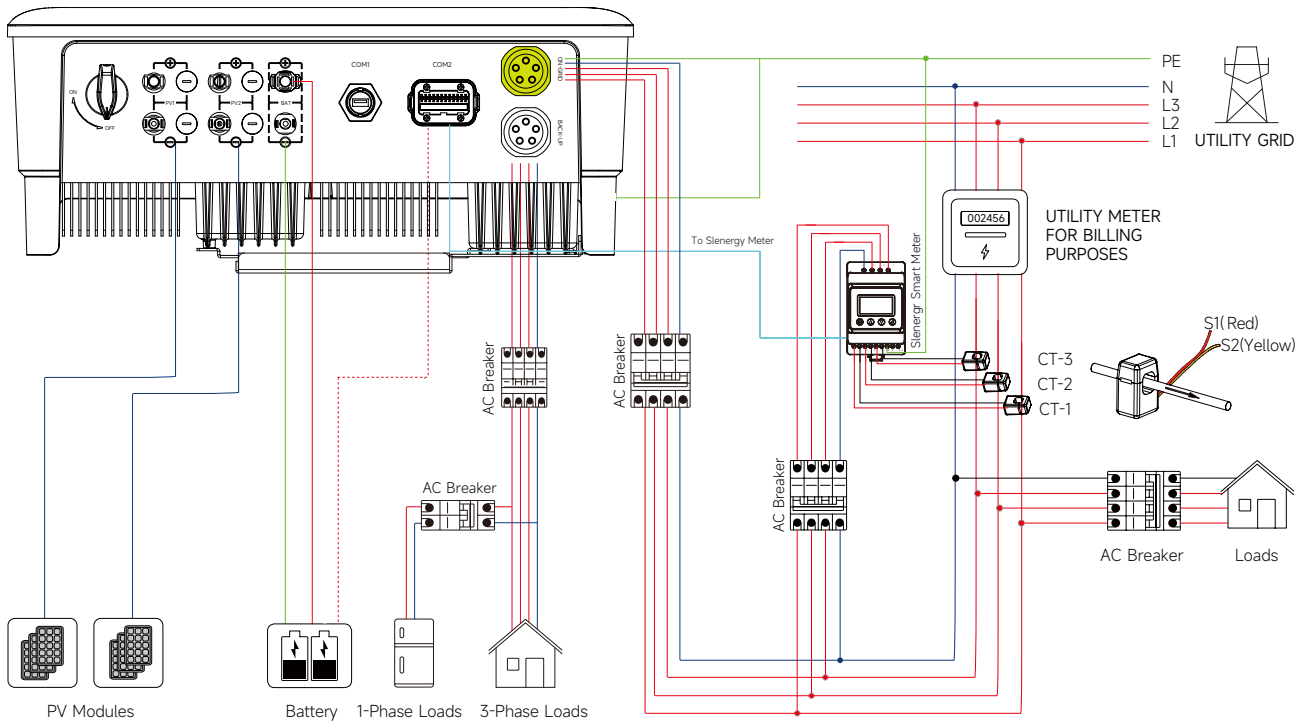 COM1
COM2
ON-GRID
BACK-UP
ON
OFF
PV1
PV2
BAT
PE
N
L3
L2
L1
UTILITY GRID
002456
UTILITY METER
FOR BILLING
PURPOSES
To Slenergy Meter
Slenergr Smart Meter
S1(Red)
S2(Yellow)
CT-3
CT-2
CT-1
AC Breaker
AC Breaker
AC Breaker
AC Breaker
AC Breaker
Loads
PV Modules
Battery
1-Phase Loads
3-Phase Loads